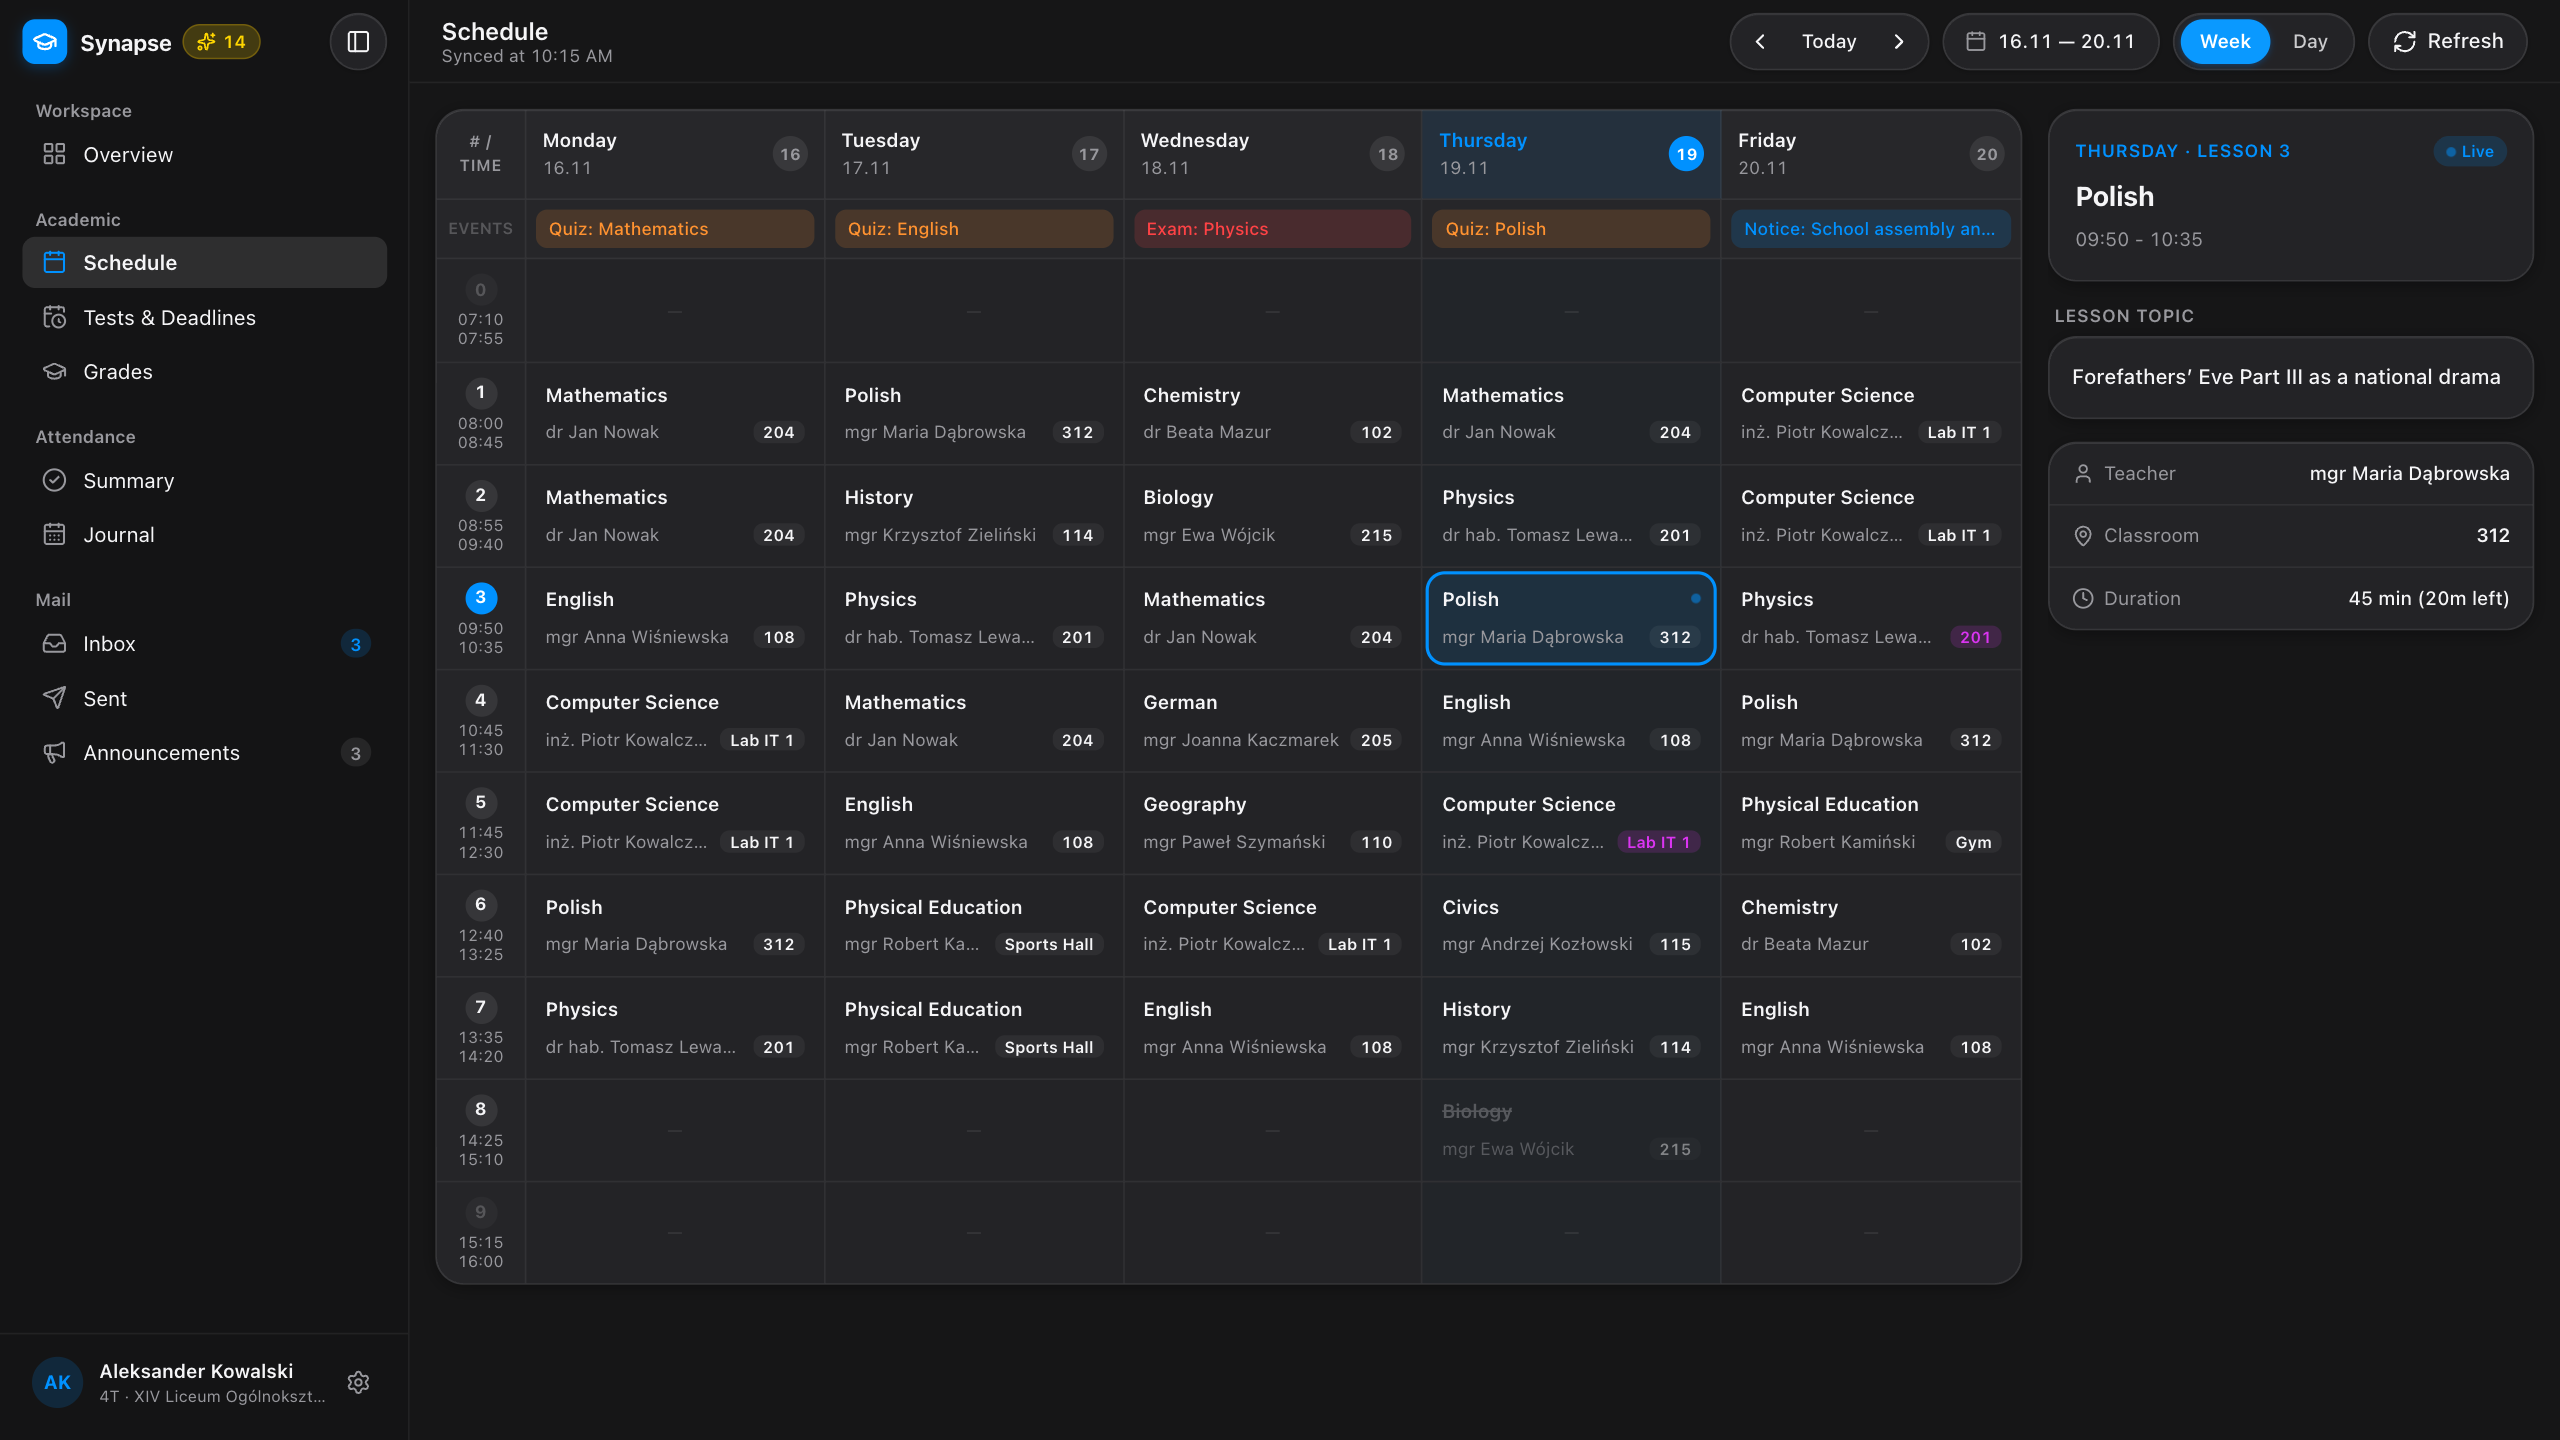 Synapse
14
Workspace
Overview
Academic
Schedule
Tests & Deadlines
Grades
Attendance
Summary
Journal
Mail
Inbox
3
Sent
Announcements
3
AK
Aleksander Kowalski
4T · XIV Liceum Ogólnokszt...
Schedule
Synced at 10:15 AM
Today
16.11 — 20.11
Week
Day
Refresh
# /
TIME
Monday
16.11
16
Tuesday
17.11
17
Wednesday
18.11
18
Thursday
19.11
19
Friday
20.11
20
EVENTS
Quiz: Mathematics
Quiz: English
Exam: Physics
Quiz: Polish
Notice: School assembly an...
0
07:10
07:55
—
—
—
—
—
1
08:00
08:45
Mathematics
dr Jan Nowak 204
Polish
mgr Maria Dąbrowska 312
Chemistry
dr Beata Mazur 102
Mathematics
dr Jan Nowak 204
Computer Science
inż. Piotr Kowalcz... Lab IT 1
2
08:55
09:40
Mathematics
dr Jan Nowak 204
History
mgr Krzysztof Zieliński 114
Biology
mgr Ewa Wójcik 215
Physics
dr hab. Tomasz Lewa... 201
Computer Science
inż. Piotr Kowalcz... Lab IT 1
3
09:50
10:35
English
mgr Anna Wiśniewska 108
Physics
dr hab. Tomasz Lewa... 201
Mathematics
dr Jan Nowak 204
Polish
mgr Maria Dąbrowska 312
Physics
dr hab. Tomasz Lewa... 201
4
10:45
11:30
Computer Science
inż. Piotr Kowalcz... Lab IT 1
Mathematics
dr Jan Nowak 204
German
mgr Joanna Kaczmarek 205
English
mgr Anna Wiśniewska 108
Polish
mgr Maria Dąbrowska 312
5
11:45
12:30
Computer Science
inż. Piotr Kowalcz... Lab IT 1
English
mgr Anna Wiśniewska 108
Geography
mgr Paweł Szymański 110
Computer Science
inż. Piotr Kowalcz... Lab IT 1
Physical Education
mgr Robert Kamiński Gym
6
12:40
13:25
Polish
mgr Maria Dąbrowska 312
Physical Education
mgr Robert Ka... Sports Hall
Computer Science
inż. Piotr Kowalcz... Lab IT 1
Civics
mgr Andrzej Kozłowski 115
Chemistry
dr Beata Mazur 102
7
13:35
14:20
Physics
dr hab. Tomasz Lewa... 201
Physical Education
mgr Robert Ka... Sports Hall
English
mgr Anna Wiśniewska 108
History
mgr Krzysztof Zieliński 114
English
mgr Anna Wiśniewska 108
8
14:25
15:10
—
—
—
Biology
mgr Ewa Wójcik 215
—
9
15:15
16:00
—
—
—
—
—
THURSDAY · LESSON 3
Live
Polish
09:50 - 10:35
LESSON TOPIC
Forefathers’ Eve Part III as a national drama
Teacher mgr Maria Dąbrowska
Classroom 312
Duration 45 min (20m left)